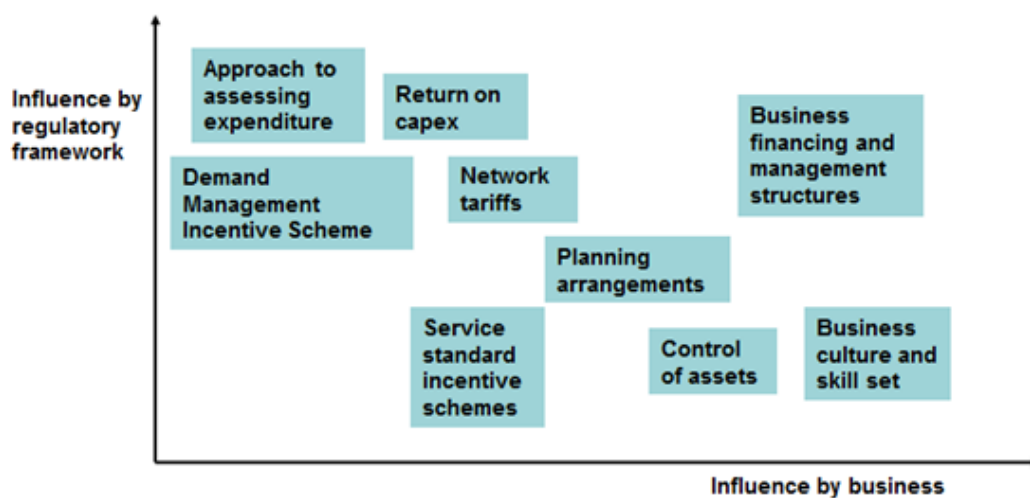 Influence by
regulatory
framework
Approach to
assessing
expenditure
Return on
capex
Business
financing and
management
structures
Demand
Management
Incentive Scheme
Network
tariffs
Planning
arrangements
Service
standard
incentive
schemes
Control
of assets
Business
culture and
skill set
Influence by business